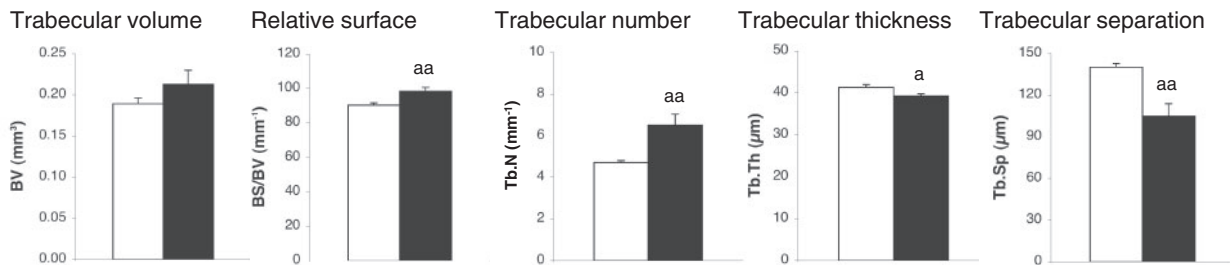 Trabecular volume
BV (mm³)
0.25
0.20
0.15
0.10
0.05
0.00
Relative surface
BS/BV (mm⁻¹)
120
100
80
60
40
20
0
aa
Trabecular number
Tb.N (mm⁻¹)
10
8
6
4
2
0
aa
Trabecular thickness
Tb.Th (µm)
50
40
30
20
10
0
a
Trabecular separation
Tb.Sp (µm)
150
120
90
60
30
0
aa